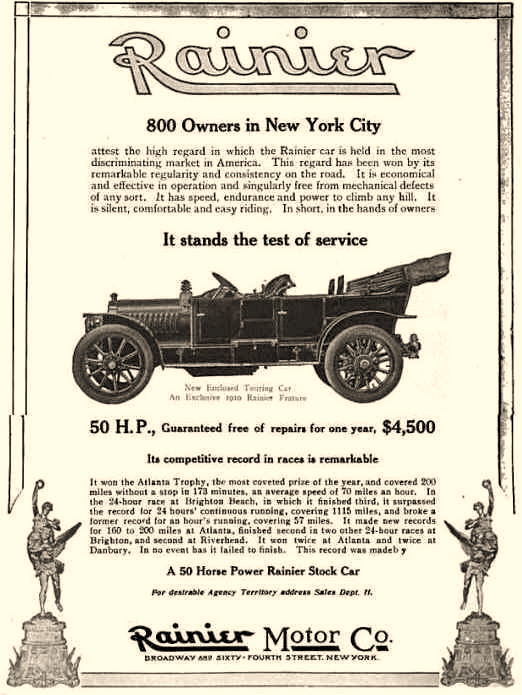 Rainier
800 Owners in New York City
attest the high regard in which the Rainier car is held in the most
discriminating market in America. This regard has been won by its
remarkable regularity and consistency on the road. It is economical
and effective in operation and singularly free from mechanical defects
of any sort. It has speed, endurance and power to climb any hill. It
is silent, comfortable and easy riding. In short, in the hands of owners
It stands the test of service
New Enclosed Touring Car
An Exclusive 1910 Rainier Feature
50 H.P., Guaranteed free of repairs for one year, $4,500
Its competitive record in races is remarkable
It won the Atlanta Trophy, the most coveted prize of the year, and covered 200
miles without a stop in 173 minutes, an average speed of 70 miles an hour. In
the 24-hour race at Brighton Beach, in which it finished third, it surpassed
the record for 24 hours' continuous running, covering 1115 miles, and broke a
former record for an hour's running, covering 57 miles. It made new records
for 160 to 200 miles at Atlanta, finished second in two other 24-hour races at
Brighton, and second at Riverhead. It won twice at Atlanta and twice at
Danbury. In no event has it failed to finish. This record was madeb y
A 50 Horse Power Rainier Stock Car
For desirable Agency Territory address Sales Dept. H.
Rainier Motor Co.
BROADWAY AND SIXTY-FOURTH STREET, NEW YORK.